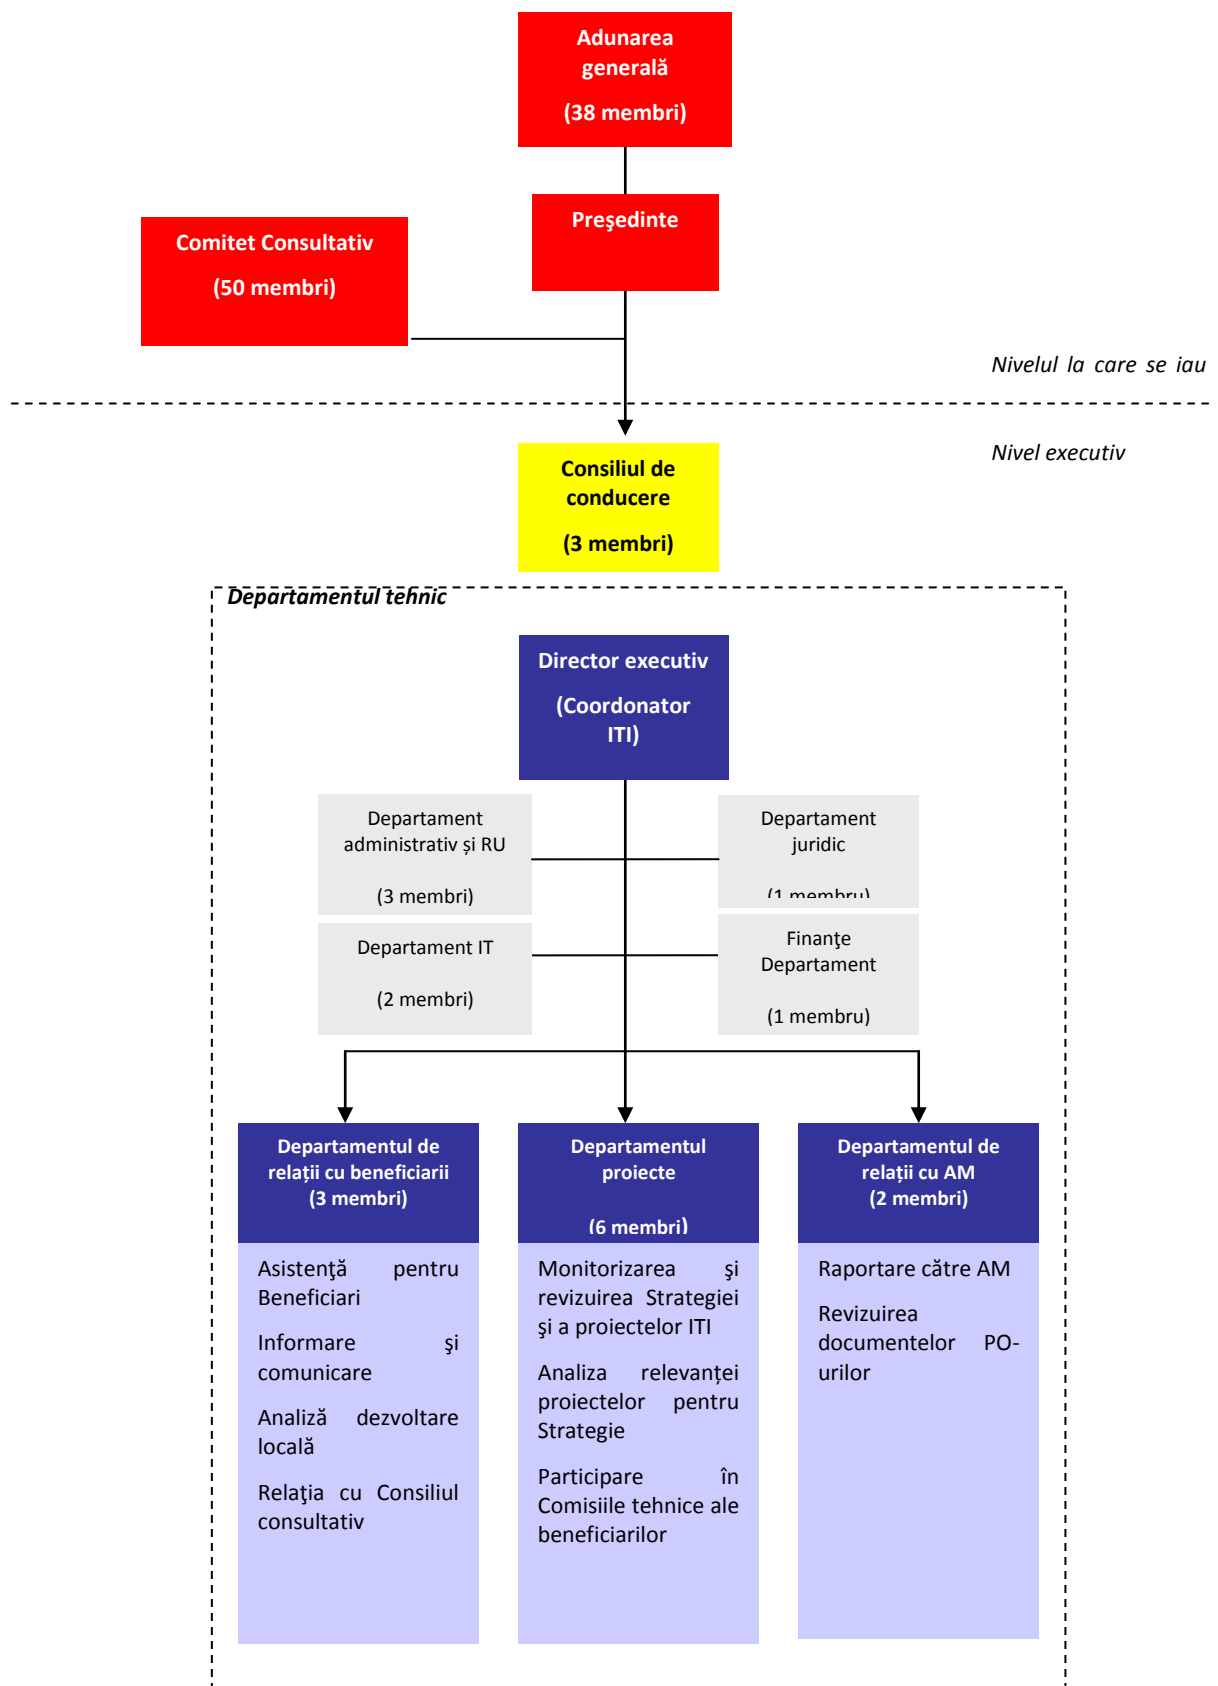 Adunarea
generală
(38 membri)
Preşedinte
Comitet Consultativ
(50 membri)
Nivelul la care se iau
Nivel executiv
Consiliul de
conducere
(3 membri)
Departamentul tehnic
Director executiv
(Coordonator
ITI)
Departament
administrativ și RU
(3 membri)
Departament
juridic
(1 membru)
Departament IT
(2 membri)
Finanţe
Departament
(1 membru)
Departamentul de
relații cu beneficiarii
(3 membri)
Asistenţă pentru
Beneficiari
Informare şi
comunicare
Analiză dezvoltare
locală
Relaţia cu Consiliul
consultativ
Departamentul
proiecte
(6 membri)
Monitorizarea şi
revizuirea Strategiei
şi a proiectelor ITI
Analiza relevanței
proiectelor pentru
Strategie
Participare în
Comisiile tehnice ale
beneficiarilor
Departamentul de
relații cu AM
(2 membri)
Raportare către AM
Revizuirea
documentelor PO-
urilor